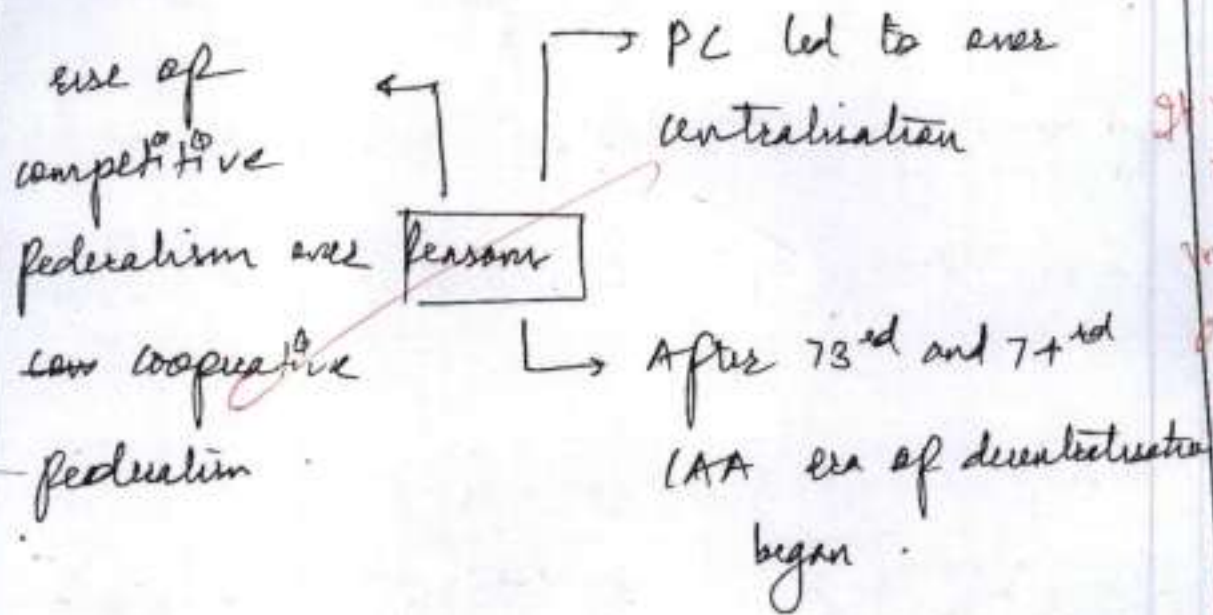 rise of
competitive
federalism over
cooperative
federalism
Reasons
PC led to over
centralisation
After 73rd and 74rd
CAA era of decentralisation
began.